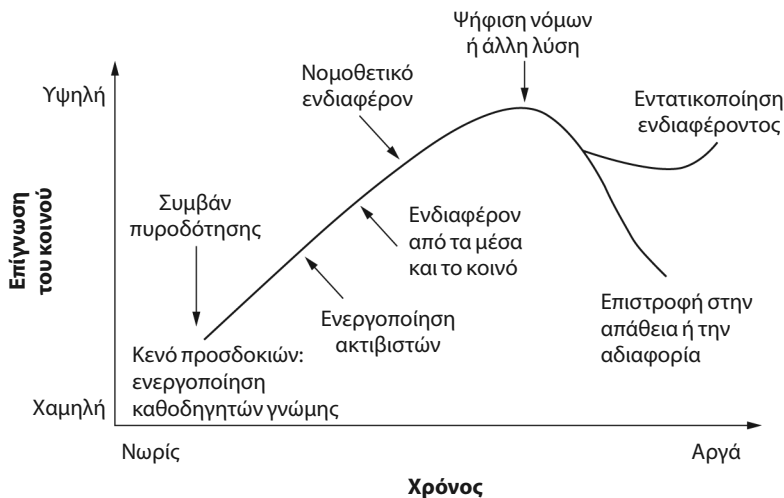 Ψήφιση νόμων
ή άλλη λύση
Νομοθετικό
ενδιαφέρον
Υψηλή
Εντατικοποίηση
ενδιαφέροντος
Συμβάν
πυροδότησης
Ενδιαφέρον
από τα μέσα
και το κοινό
Επίγνωση
του κοινού
Ενεργοποίηση
ακτιβιστών
Επιστροφή στην
απάθεια ή την
αδιαφορία
Κενό προσδοκιών:
ενεργοποίηση
καθοδηγητών γνώμης
Χαμηλή
Νωρίς
Αργά
Χρόνος